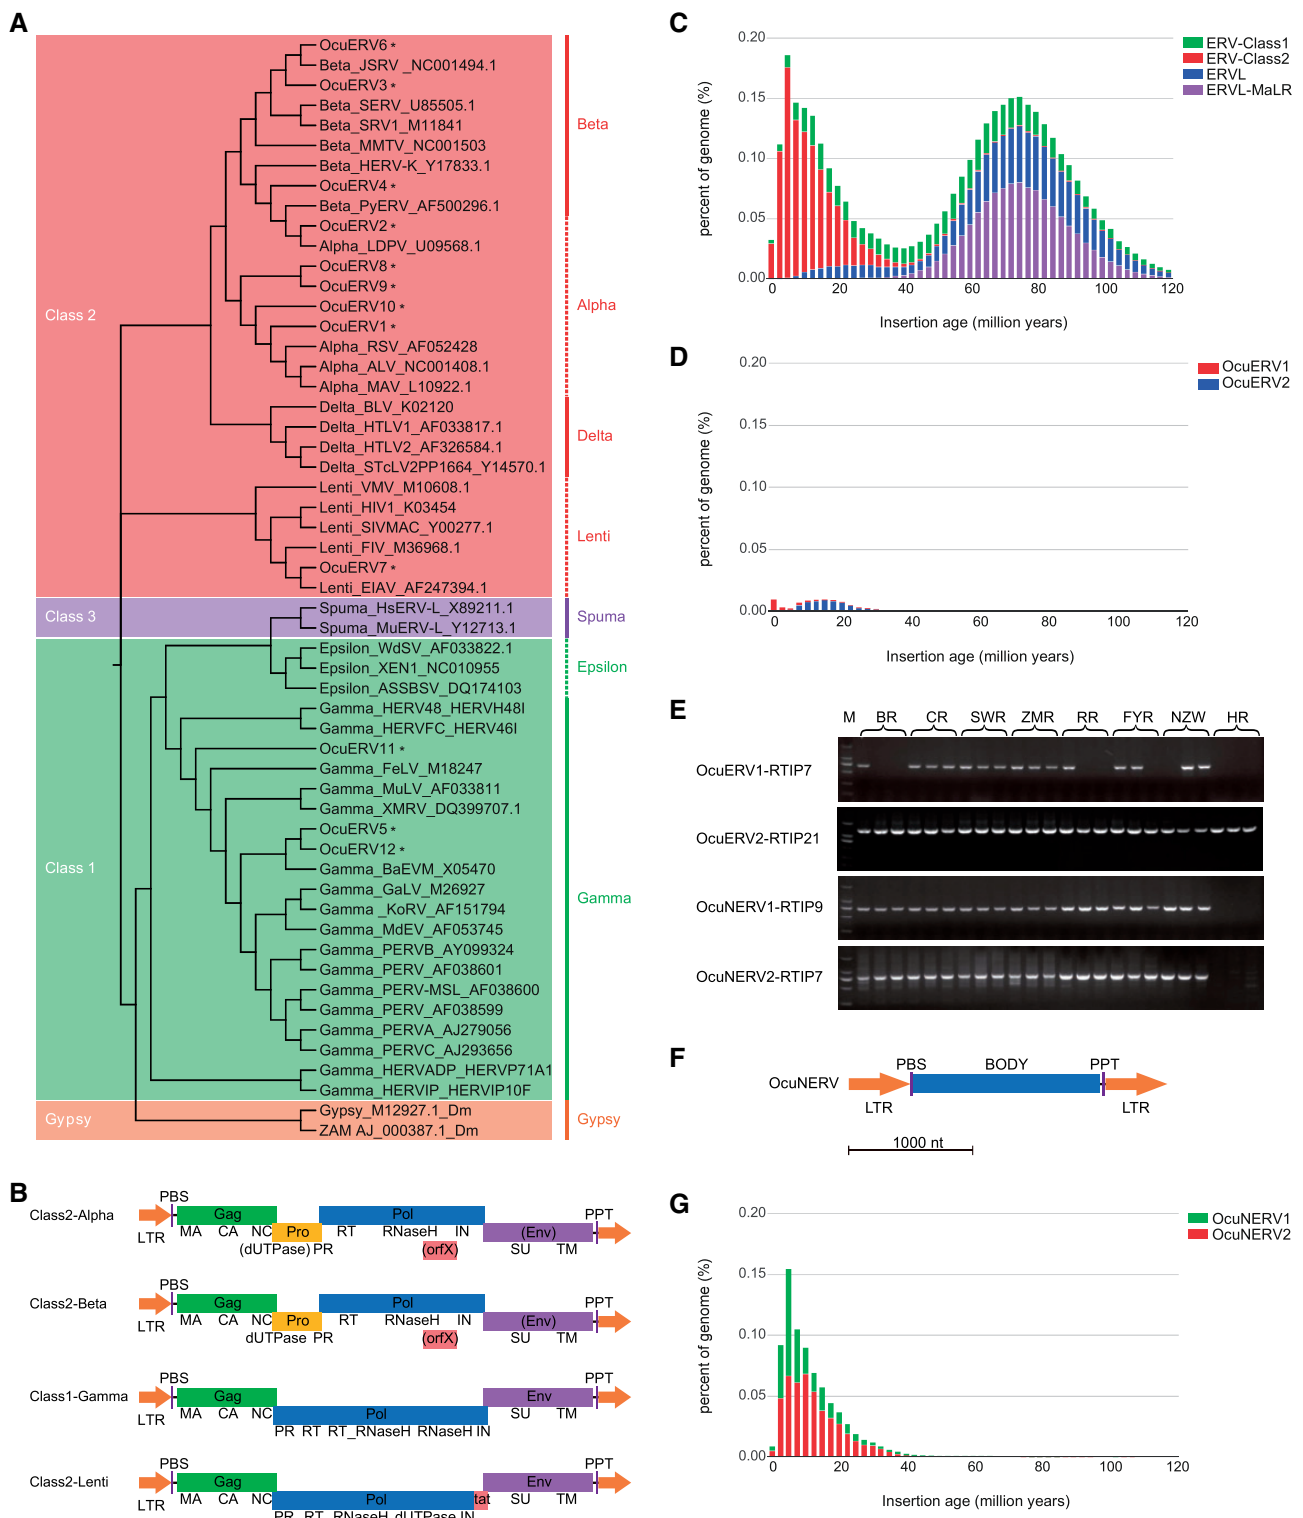 A
OcuERV6 *
Beta_JSRV _NC001494.1
OcuERV3 *
Beta_SERV_U85505.1
Beta_SRV1_M11841
Beta_MMTV_NC001503
Beta_HERV-K_Y17833.1
OcuERV4 *
Beta_PyERV_AF500296.1
OcuERV2 *
Alpha_LDPV_U09568.1
OcuERV8 *
OcuERV9 *
OcuERV10 *
OcuERV1 *
Alpha_RSV_AF052428
Alpha_ALV_NC001408.1
Alpha_MAV_L10922.1
Delta_BLV_K02120
Delta_HTLV1_AF033817.1
Delta_HTLV2_AF326584.1
Delta_STcLV2PP1664_Y14570.1
Lenti_VMV_M10608.1
Lenti_HIV1_K03454
Lenti_SIVMAC_Y00277.1
Lenti_FIV_M36968.1
OcuERV7 *
Lenti_EIAV_AF247394.1
Spuma_HsERV-L_X89211.1
Spuma_MuERV-L_Y12713.1
Epsilon_WdSV_AF033822.1
Epsilon_XEN1_NC010955
Epsilon_ASSBSV_DQ174103
Gamma_HERV48_HERVH48I
Gamma_HERVFC_HERV46I
OcuERV11 *
Gamma_FeLV_M18247
Gamma_MuLV_AF033811
Gamma_XMRV_DQ399707.1
OcuERV5 *
OcuERV12 *
Gamma_BaEVM_X05470
Gamma_GaLV_M26927
Gamma _KoRV_AF151794
Gamma_MdEV_AF053745
Gamma_PERVB_AY099324
Gamma_PERV_AF038601
Gamma_PERV-MSL_AF038600
Gamma_PERV_AF038599
Gamma_PERVA_AJ279056
Gamma_PERVC_AJ293656
Gamma_HERVADP_HERVP71A1
Gamma_HERVIP_HERVIP10F
Gypsy_M12927.1_Dm
ZAM AJ_000387.1_Dm
Class 2
Class 3
Class 1
Gypsy
Beta
Alpha
Delta
Lenti
Spuma
Epsilon
Gamma
Gypsy
B
Class2-Alpha
PBS
LTR
Gag
MA CA NC
Pro
(dUTPase) PR
Pol
RT RNaseH IN
(orfX)
(Env)
SU TM
PPT
Class2-Beta
PBS
LTR
Gag
MA CA NC
Pro
dUTPase PR
Pol
RT RNaseH IN
(orfX)
(Env)
SU TM
PPT
Class1-Gamma
PBS
LTR
Gag
MA CA NC
Pol
PR RT RT_RNaseH RNaseH IN
Env
SU TM
PPT
Class2-Lenti
PBS
LTR
Gag
MA CA NC
Pol
tat
PR RT RNaseH dUTPase IN
Env
SU TM
PPT
C
percent of genome (%)
0.20
0.15
0.10
0.05
0.00
0 20 40 60 80 100 120
Insertion age (million years)
ERV-Class1
ERV-Class2
ERVL
ERVL-MaLR
D
percent of genome (%)
0.20
0.15
0.10
0.05
0.00
0 20 40 60 80 100 120
Insertion age (million years)
OcuERV1
OcuERV2
E
M BR CR SWR ZMR RR FYR NZW HR
OcuERV1-RTIP7
OcuERV2-RTIP21
OcuNERV1-RTIP9
OcuNERV2-RTIP7
F
PBS BODY PPT
OcuNERV
LTR LTR
1000 nt
G
percent of genome (%)
0.20
0.15
0.10
0.05
0.00
0 20 40 60 80 100 120
Insertion age (million years)
OcuNERV1
OcuNERV2